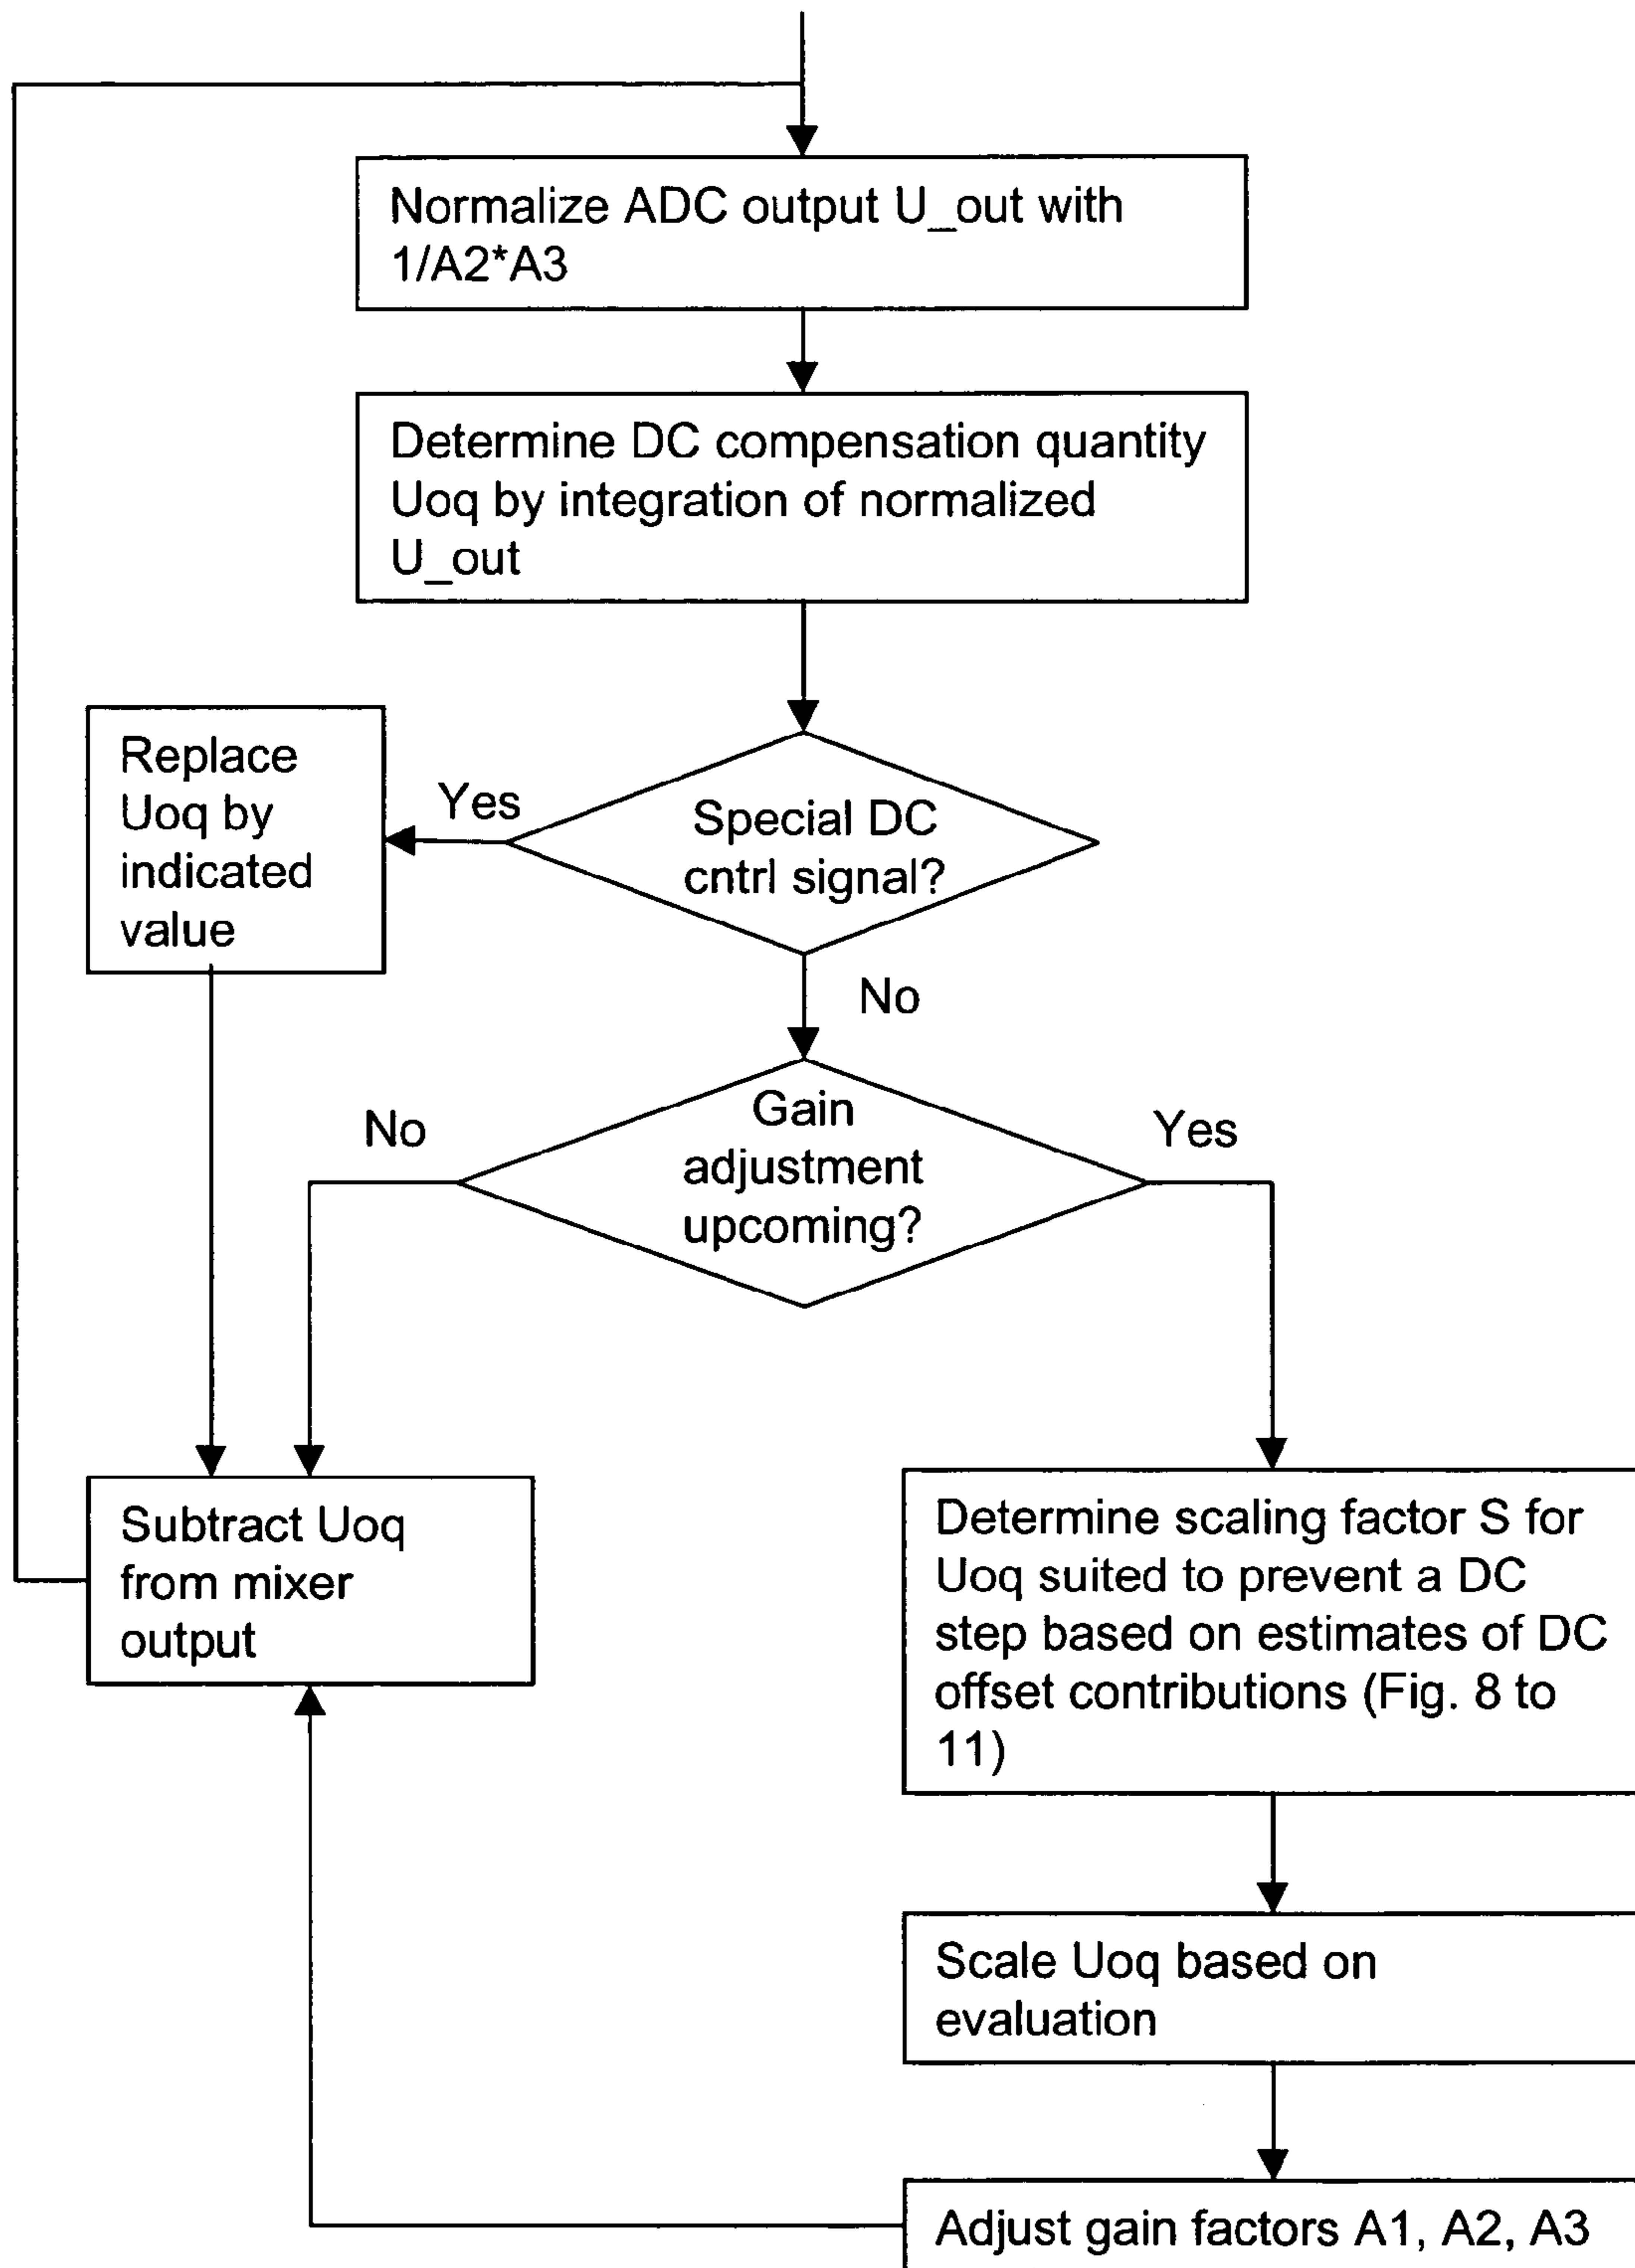 Normalize ADC output U_out with
1/A2*A3
Determine DC compensation quantity
Uoq by integration of normalized
U_out
Replace
Uoq by
indicated
value
Yes
Special DC
cntrl signal?
No
No
Gain
adjustment
upcoming?
Yes
Subtract Uoq
from mixer
output
Determine scaling factor S for
Uoq suited to prevent a DC
step based on estimates of DC
offset contributions (Fig. 8 to
11)
Scale Uoq based on
evaluation
Adjust gain factors A1, A2, A3